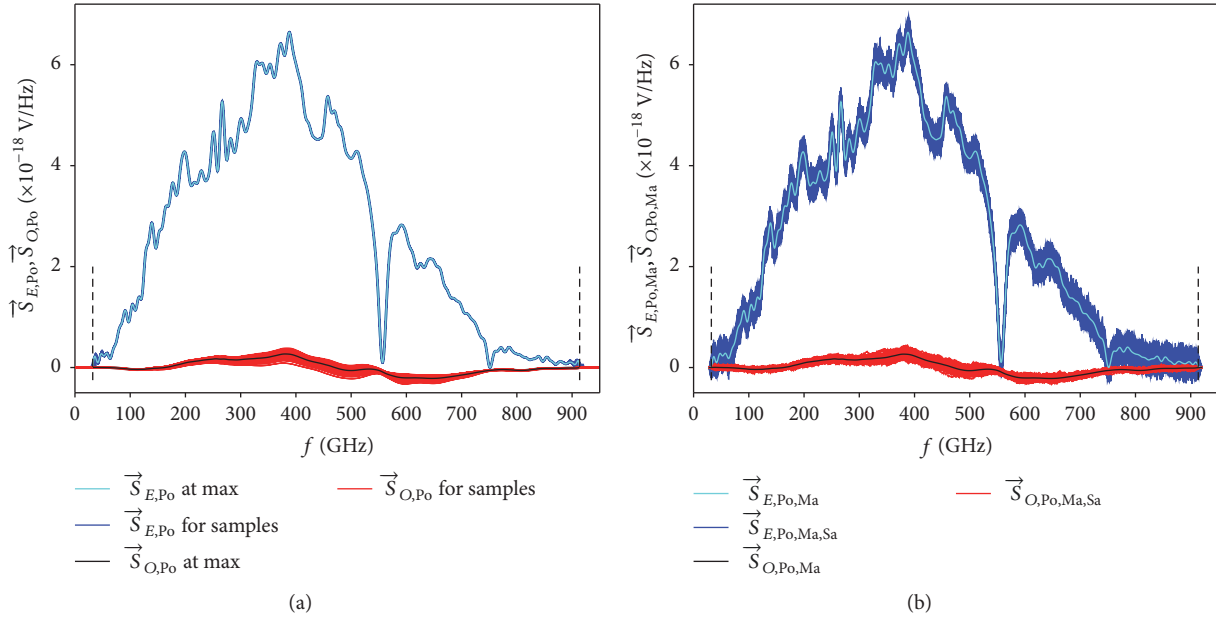 6
4
2
0
0 100 200 300 400 500 600 700 800 900
f (GHz)
S⃗E,Po, S⃗O,Po (×10−18 V/Hz)
S⃗E,Po at max
S⃗O,Po for samples
S⃗E,Po for samples
S⃗O,Po at max
(a)
6
4
2
0
0 100 200 300 400 500 600 700 800 900
f (GHz)
S⃗E,Po,Ma, S⃗O,Po,Ma (×10−18 V/Hz)
S⃗E,Po,Ma
S⃗O,Po,Ma,Sa
S⃗E,Po,Ma,Sa
S⃗O,Po,Ma
(b)